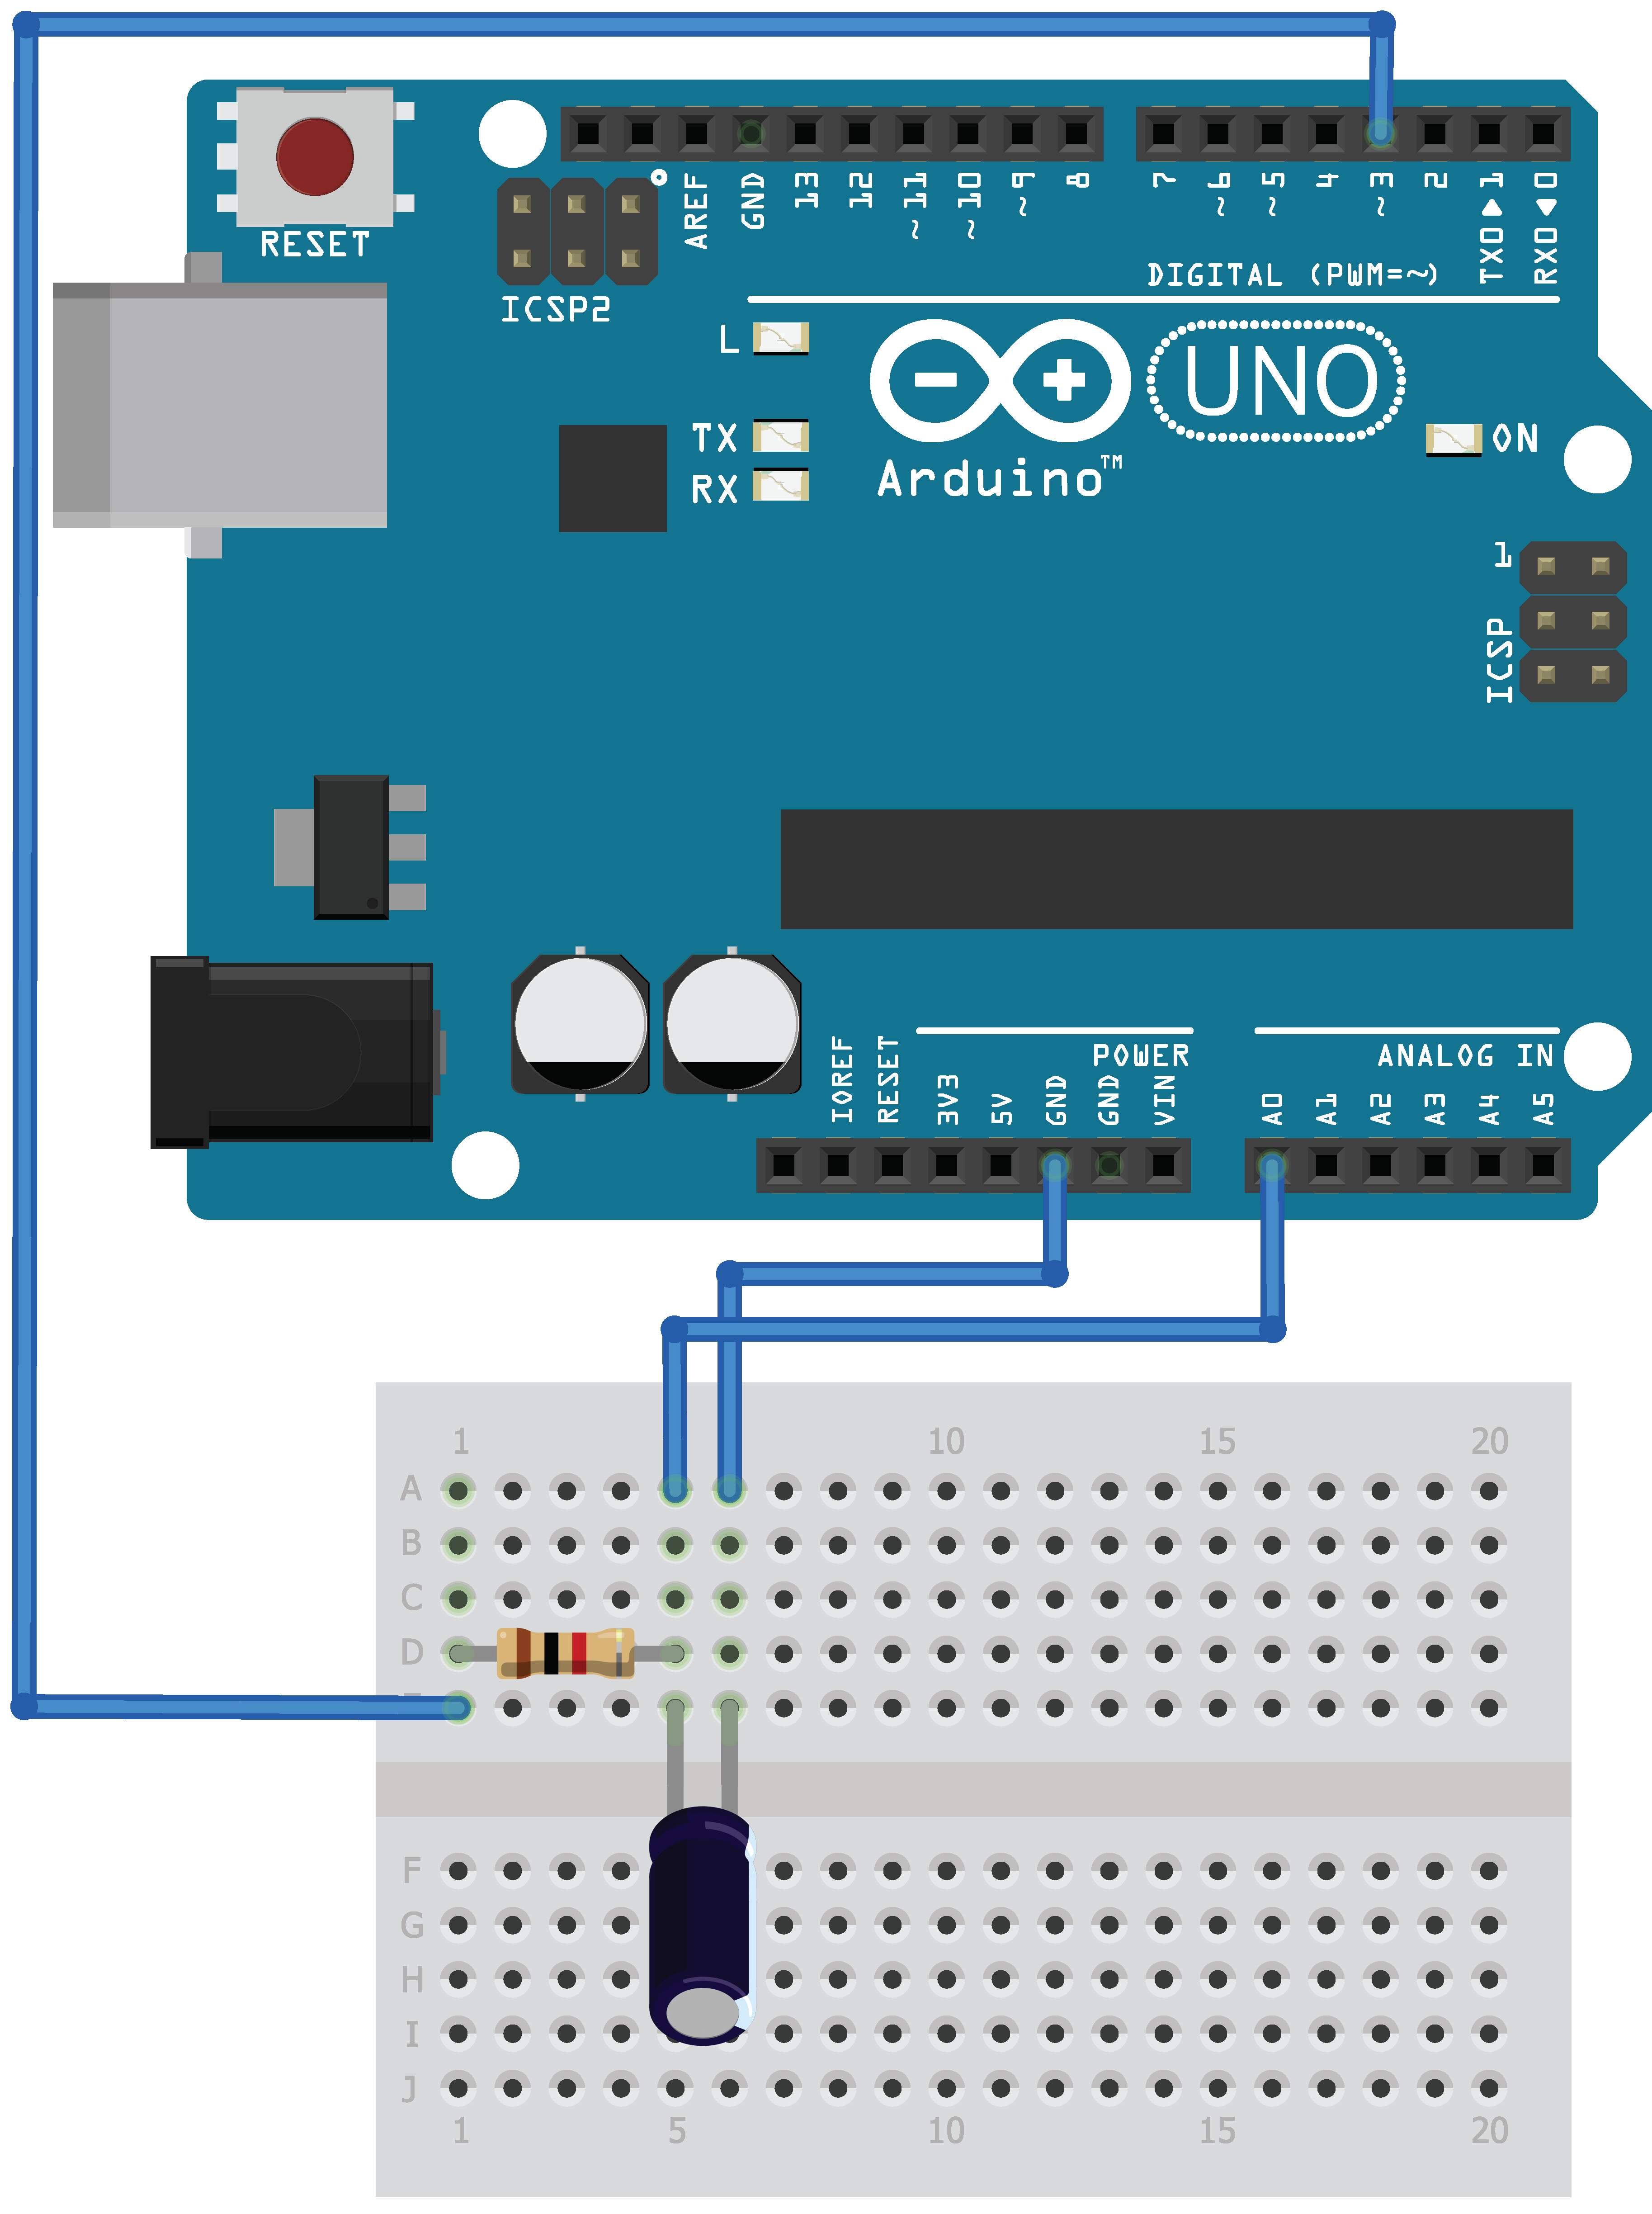 RESET
ICSP2
AREF
GND
13
12
~11
~10
~9
8
7
~6
~5
4
~3
2
TX0▶1
RX0◀0
DIGITAL (PWM=~)
L
TX
RX
- +
UNO
Arduino™
ON
1
ICSP
POWER
ANALOG IN
IOREF
RESET
3V3
5V
GND
GND
VIN
A0
A1
A2
A3
A4
A5
1 10 15 20
A
B
C
D
F
G
H
I
J
1 5 10 15 20